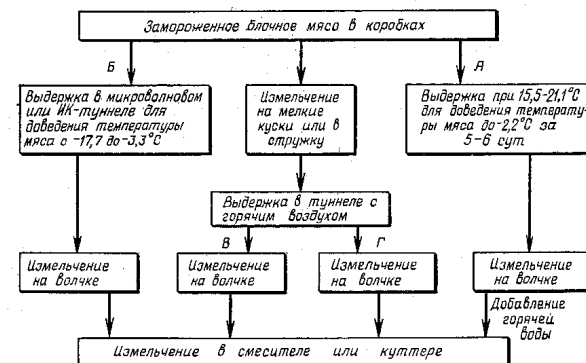 Замороженное блочное мясо в коробках
Б
А
Выдержка в микроволновом
или ИК-туннеле для
доведения температуры
мяса с -17,7 до -3,3°С
Измельчение
на мелкие
куски или в
стружку
Выдержка при 15,5-21,1°С
для доведения температу-
ры мяса до -2,2°С за
5-6 сут.
Выдержка в туннеле с
горячим воздухом
В
Г
Измельчение
на волчке
Измельчение
на волчке
Измельчение
на волчке
Измельчение
на волчке
Добавление
горячей
воды
Измельчение в смесителе или куттере